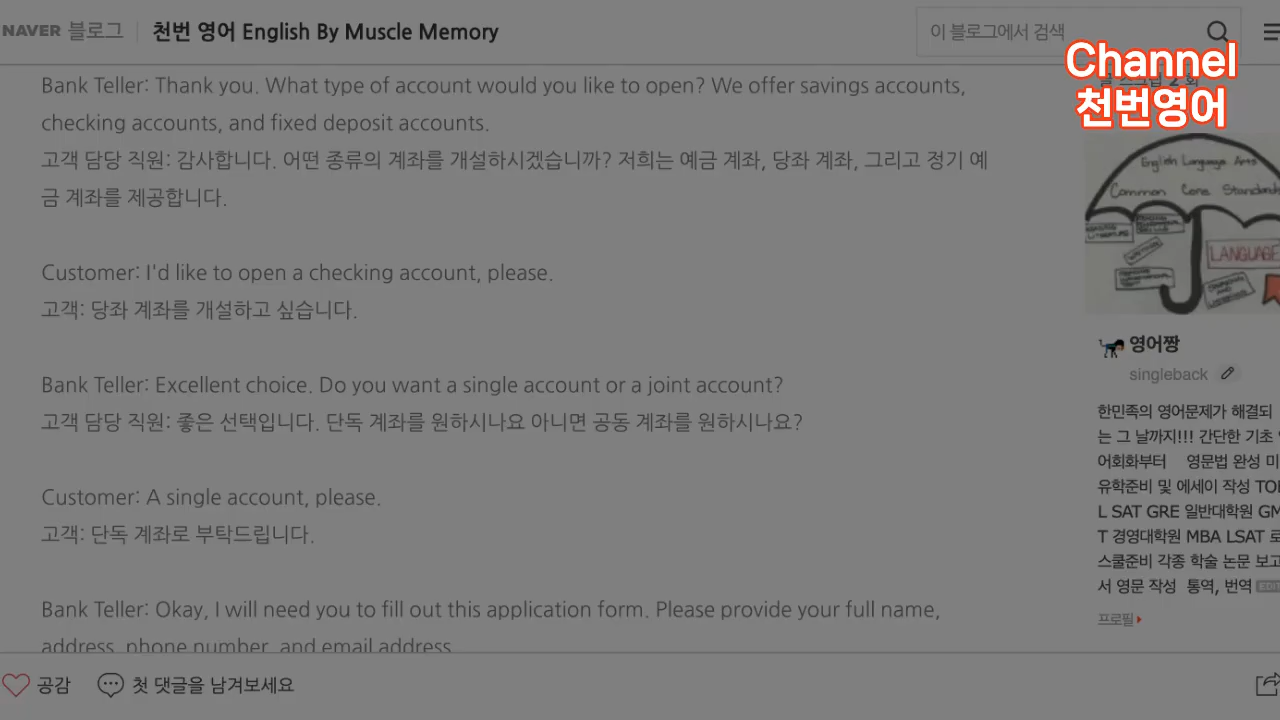 NAVER 블로그 천번 영어 English By Muscle Memory
이 블로그에서 검색
Channel
천번영어
Bank Teller: Thank you. What type of account would you like to open? We offer savings accounts,
checking accounts, and fixed deposit accounts.
고객 담당 직원: 감사합니다. 어떤 종류의 계좌를 개설하시겠습니까? 저희는 예금 계좌, 당좌 계좌, 그리고 정기 예
금 계좌를 제공합니다.
Customer: I'd like to open a checking account, please.
고객: 당좌 계좌를 개설하고 싶습니다.
Bank Teller: Excellent choice. Do you want a single account or a joint account?
고객 담당 직원: 좋은 선택입니다. 단독 계좌를 원하시나요 아니면 공동 계좌를 원하시나요?
Customer: A single account, please.
고객: 단독 계좌로 부탁드립니다.
Bank Teller: Okay, I will need you to fill out this application form. Please provide your full name,
address, phone number, and email address.
English Language Arts
Common Core Standards
LANGUAGE
영어짱
singleback
한민족의 영어문제가 해결되
는 그 날까지!!! 간단한 기초
어회화부터 영문법 완성 미
유학준비 및 에세이 작성 TOE
L SAT GRE 일반대학원 GM
T 경영대학원 MBA LSAT 로
스쿨준비 각종 학술 논문 보고
서 영문 작성 통역, 번역 EDIT
프로필
공감 첫 댓글을 남겨보세요